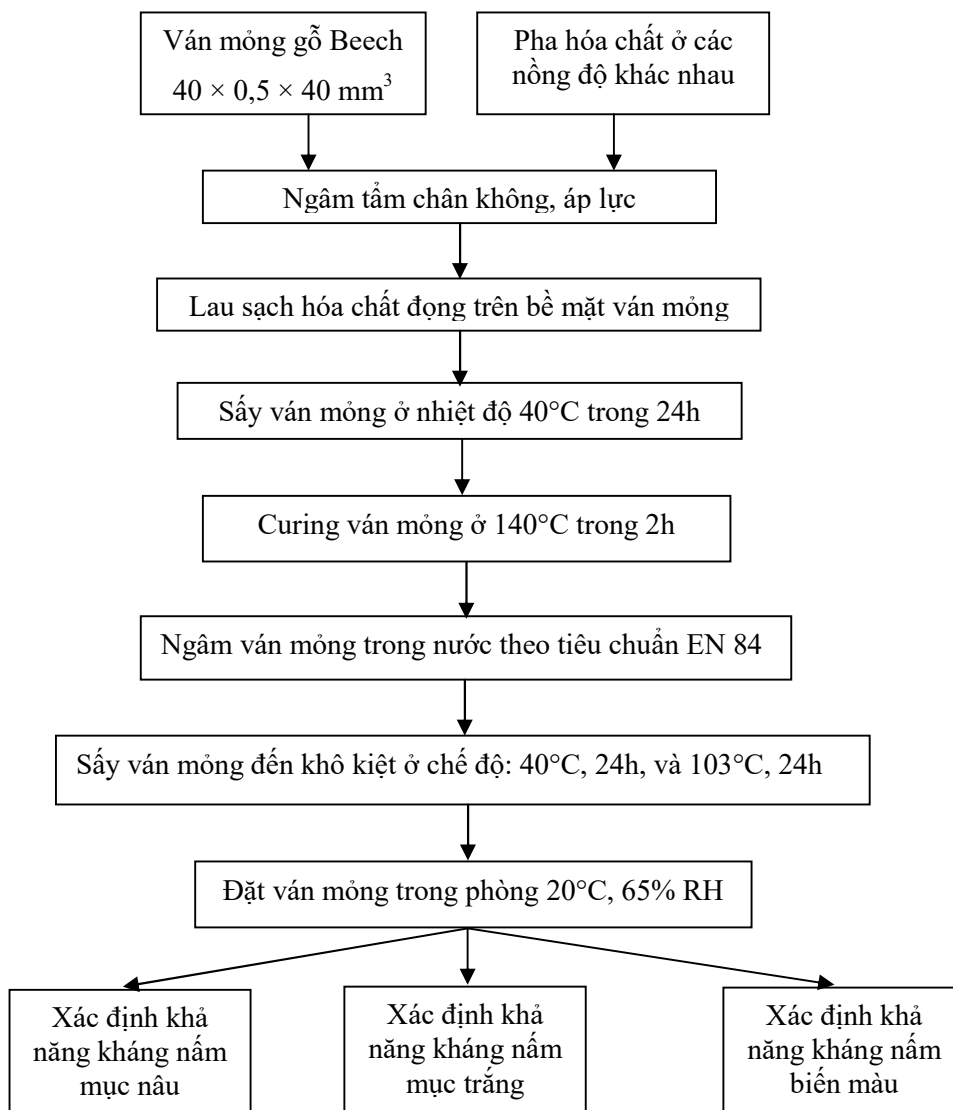 Ván mỏng gỗ Beech
40 × 0,5 × 40 mm³
Pha hóa chất ở các
nồng độ khác nhau
Ngâm tẩm chân không, áp lực
Lau sạch hóa chất đọng trên bề mặt ván mỏng
Sấy ván mỏng ở nhiệt độ 40°C trong 24h
Curing ván mỏng ở 140°C trong 2h
Ngâm ván mỏng trong nước theo tiêu chuẩn EN 84
Sấy ván mỏng đến khô kiệt ở chế độ: 40°C, 24h, và 103°C, 24h
Đặt ván mỏng trong phòng 20°C, 65% RH
Xác định khả
năng kháng nấm
mục nâu
Xác định khả
năng kháng nấm
mục trắng
Xác định khả
năng kháng nấm
biến màu